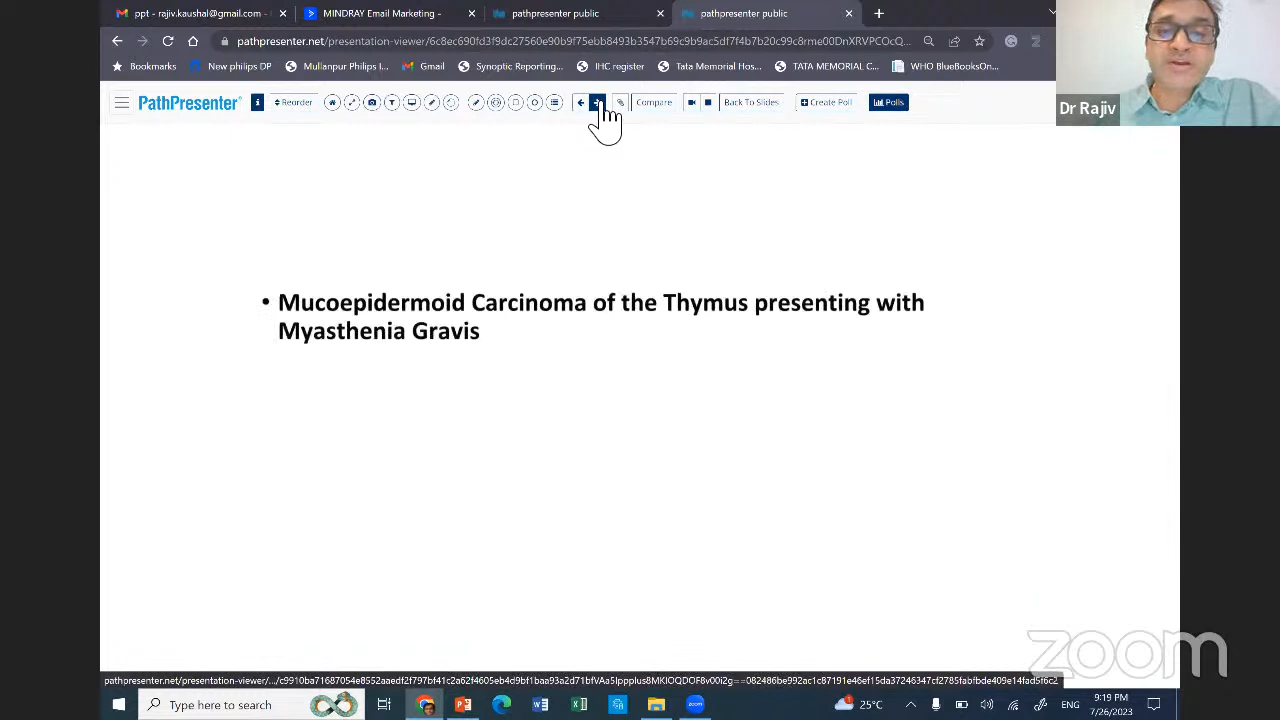 ppt - rajiv.kaushal@gmail.com -
MINDRAY Email Marketing -
pathpresenter public
pathpresenter public
Bookmarks
New philips DP
Mullanpur Philips I...
Gmail
Synoptic Reporting...
IHC register
Tata Memorial Hos...
TATA MEMORIAL C...
WHO BlueBooksOn...
PathPresenter
Reorder
Compare
Back To Slides
Create Poll
Polls
Dr Rajiv
• Mucoepidermoid Carcinoma of the Thymus presenting with
Myasthenia Gravis
zoom
Type here to search
25°C
ENG
9:19 PM
7/26/2023